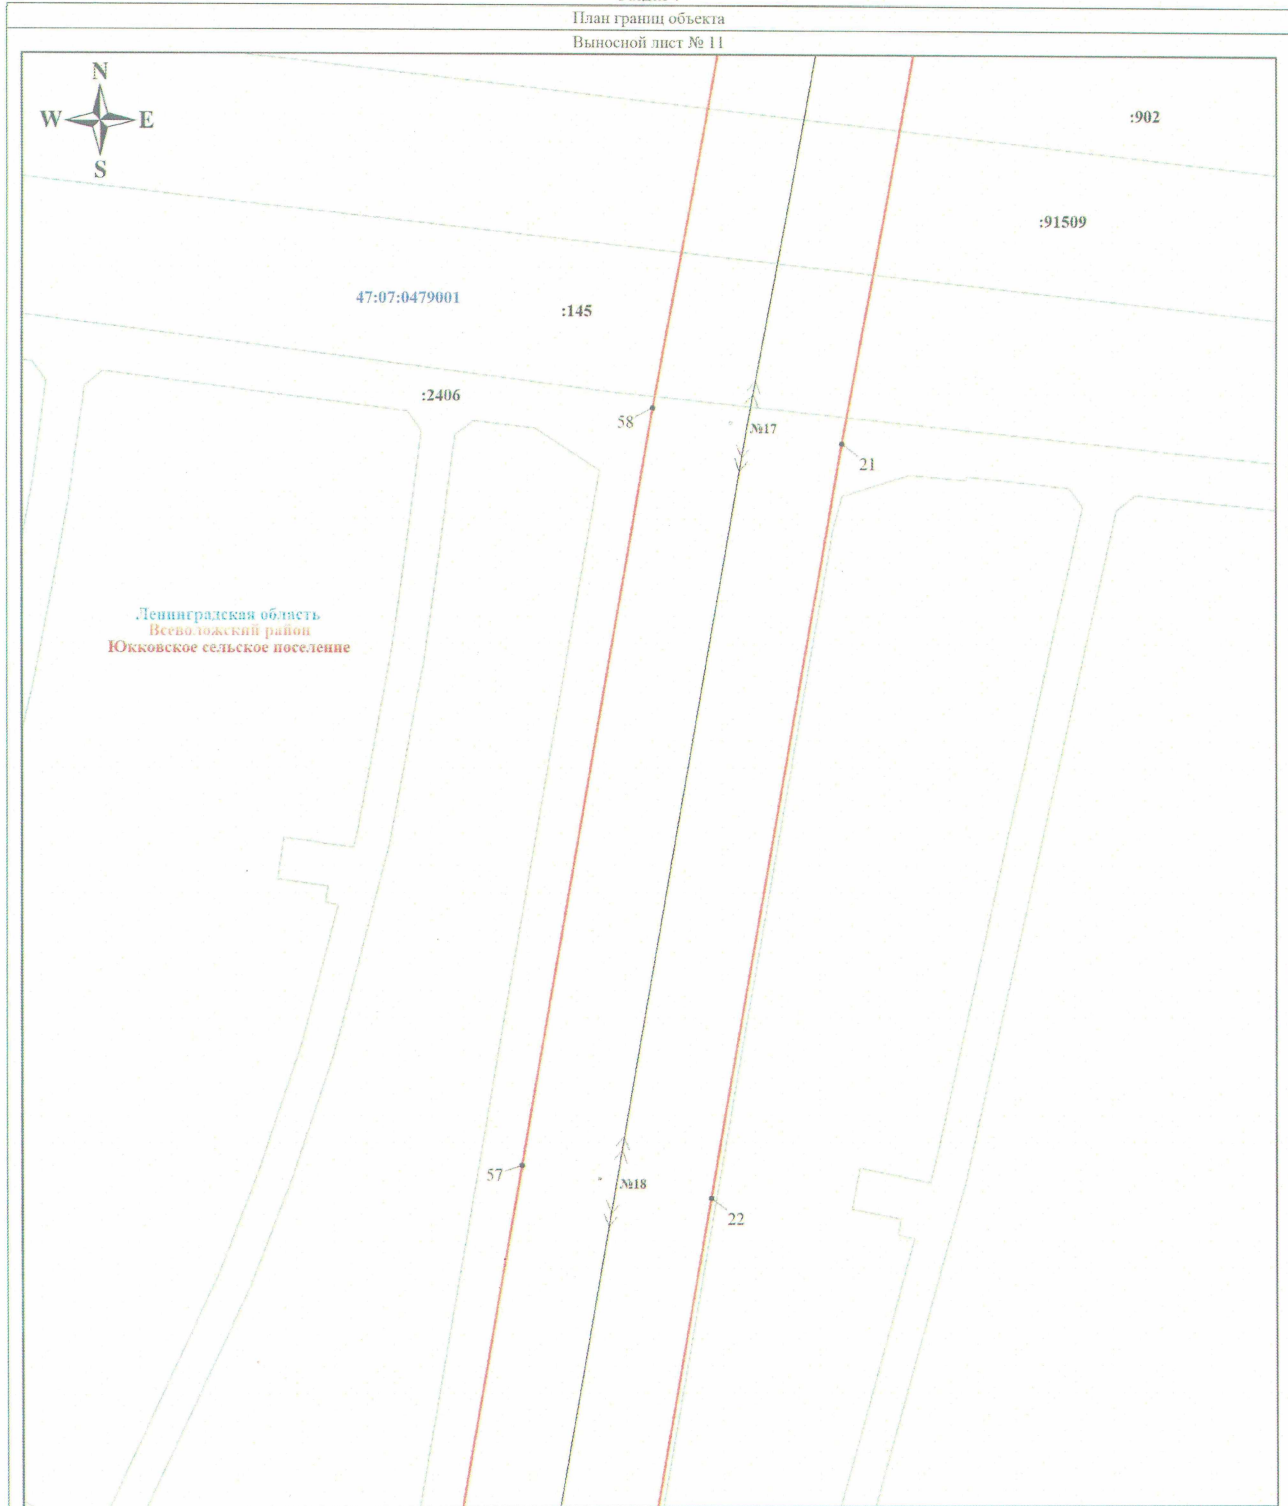 План границ объекта
Выносной лист № 11
N
W E
S
:902
:91509
47:07:0479001
:145
:2406
58
№17
21
Ленинградская область
Всеволожский район
Юкковское сельское поселение
57
№18
22